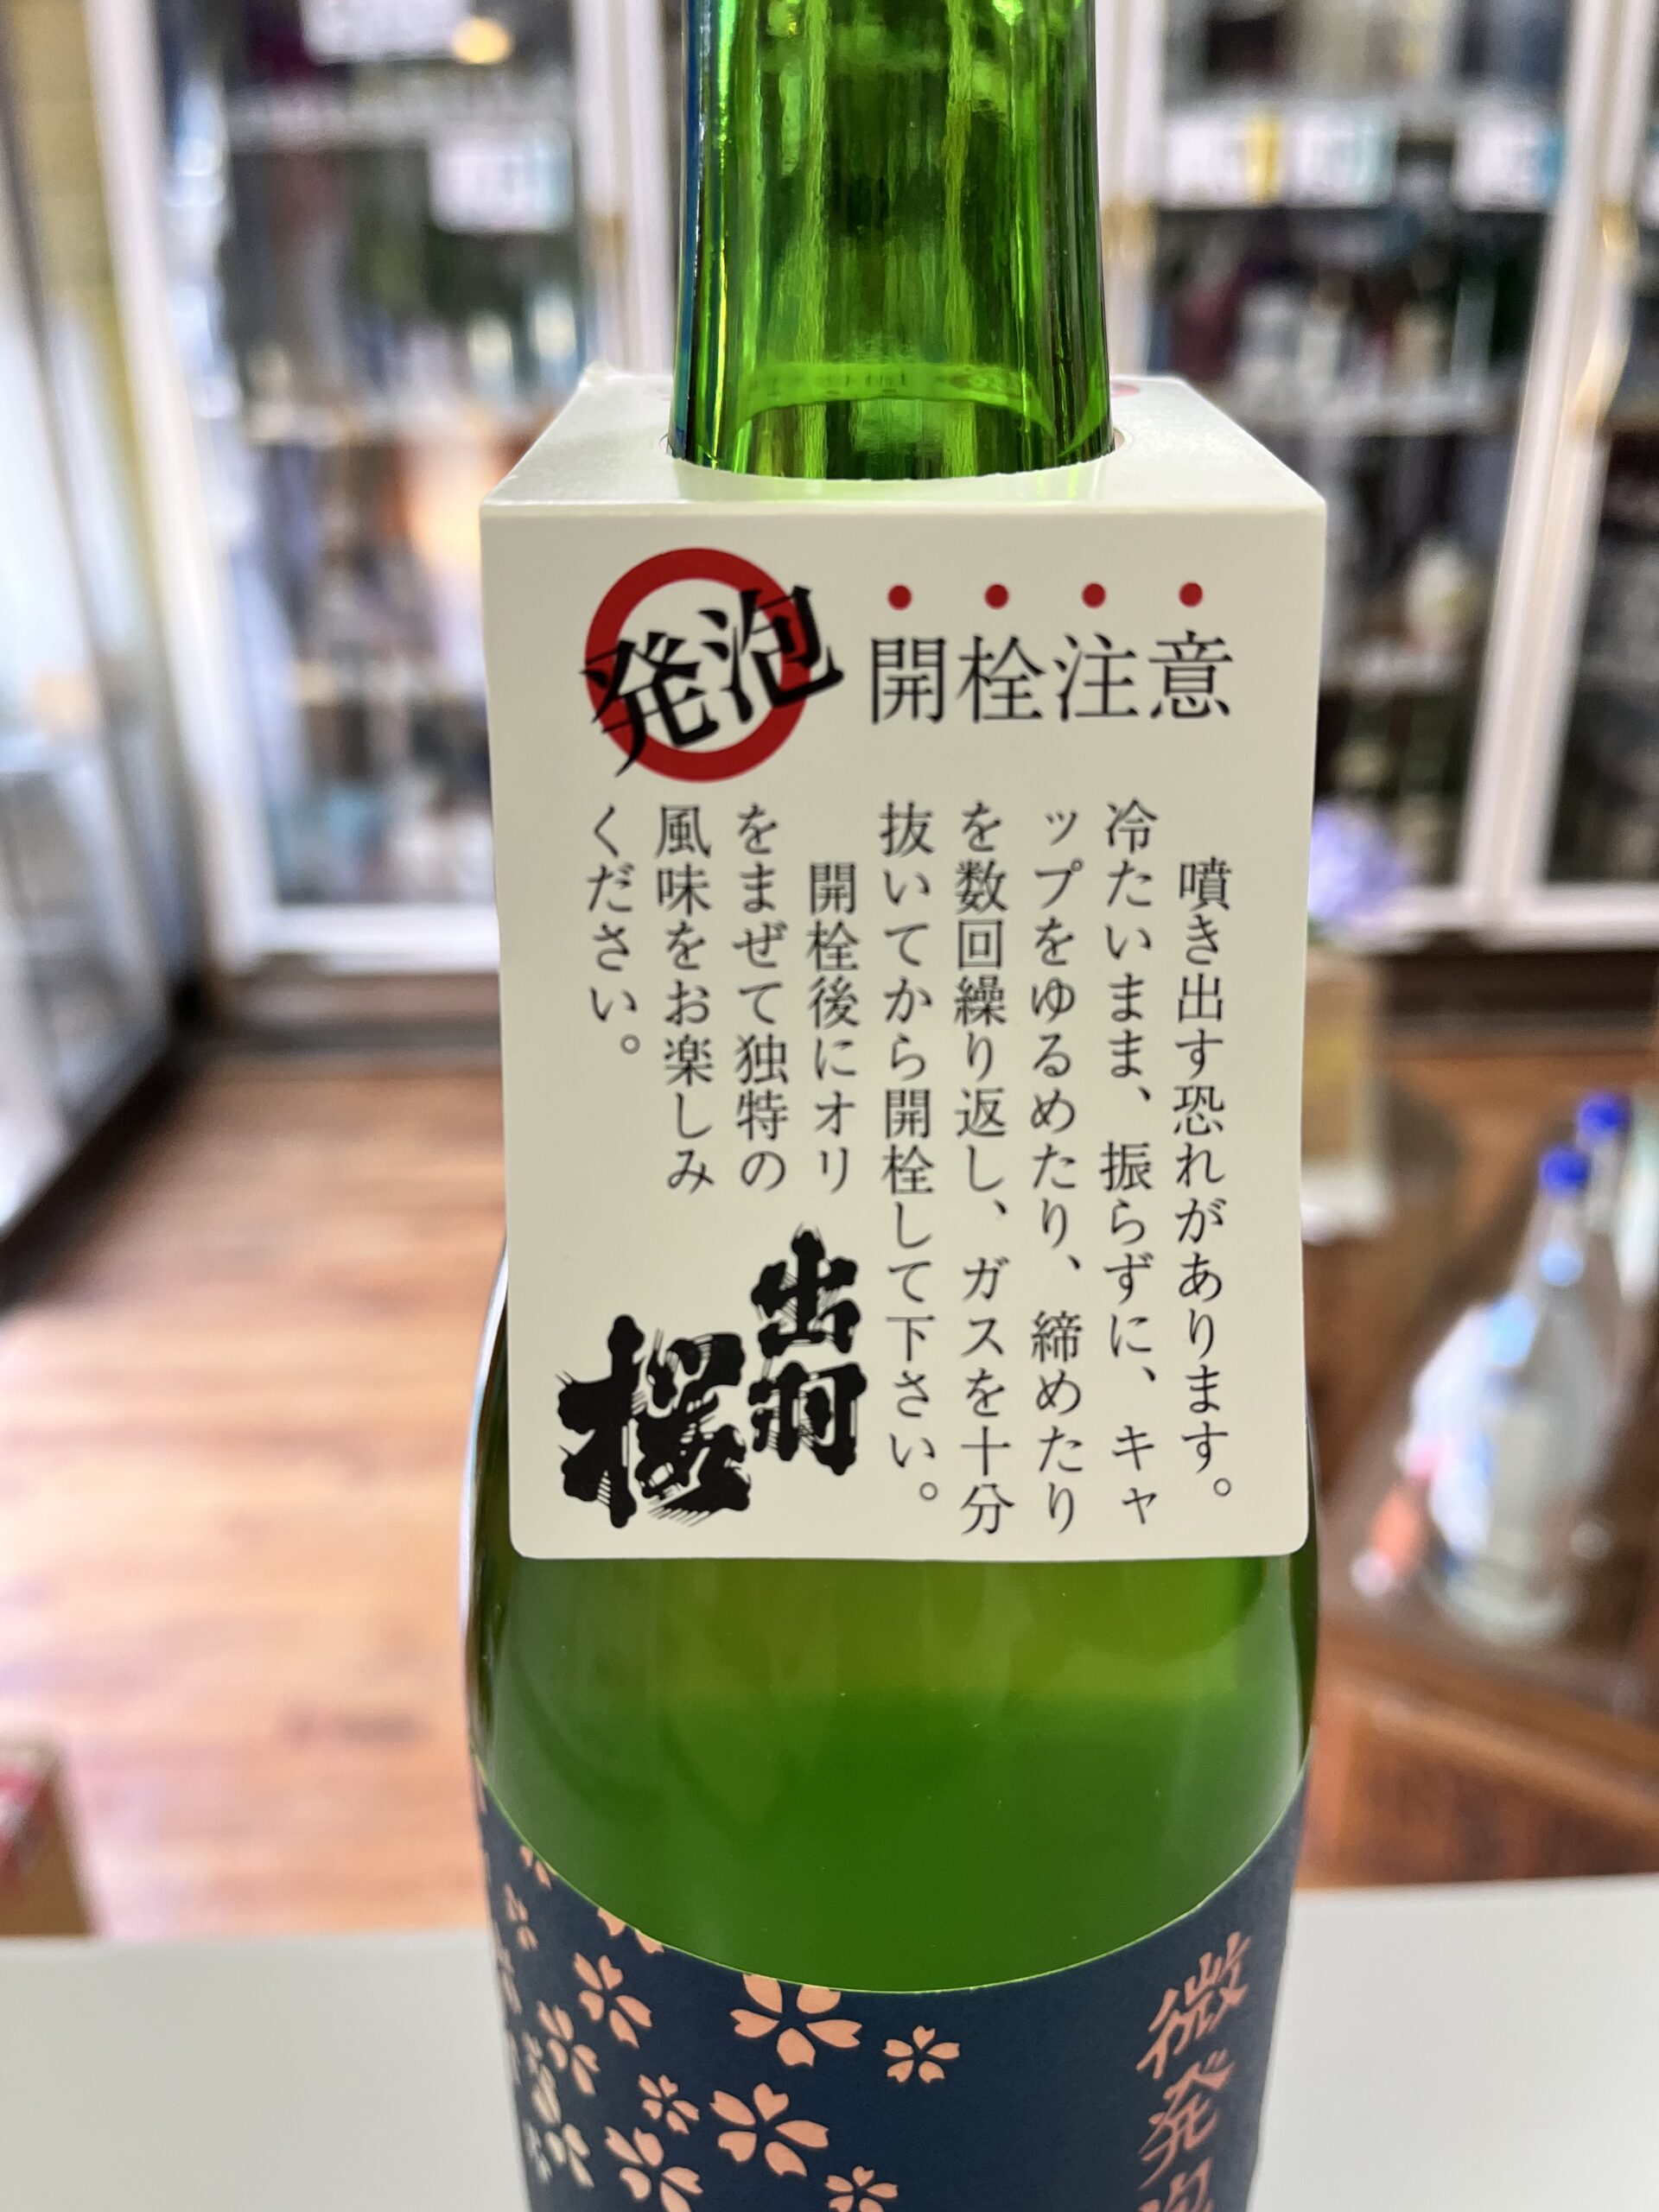 発泡
開栓注意
噴き出す恐れがあります。
冷たいまま、振らずに、キャ
ップをゆるめたり、締めたり
を数回繰り返し、ガスを十分
抜いてから開栓して下さい。
開栓後にオリ
をまぜて独特の
風味をお楽しみ
ください。
出羽
桜
微発泡